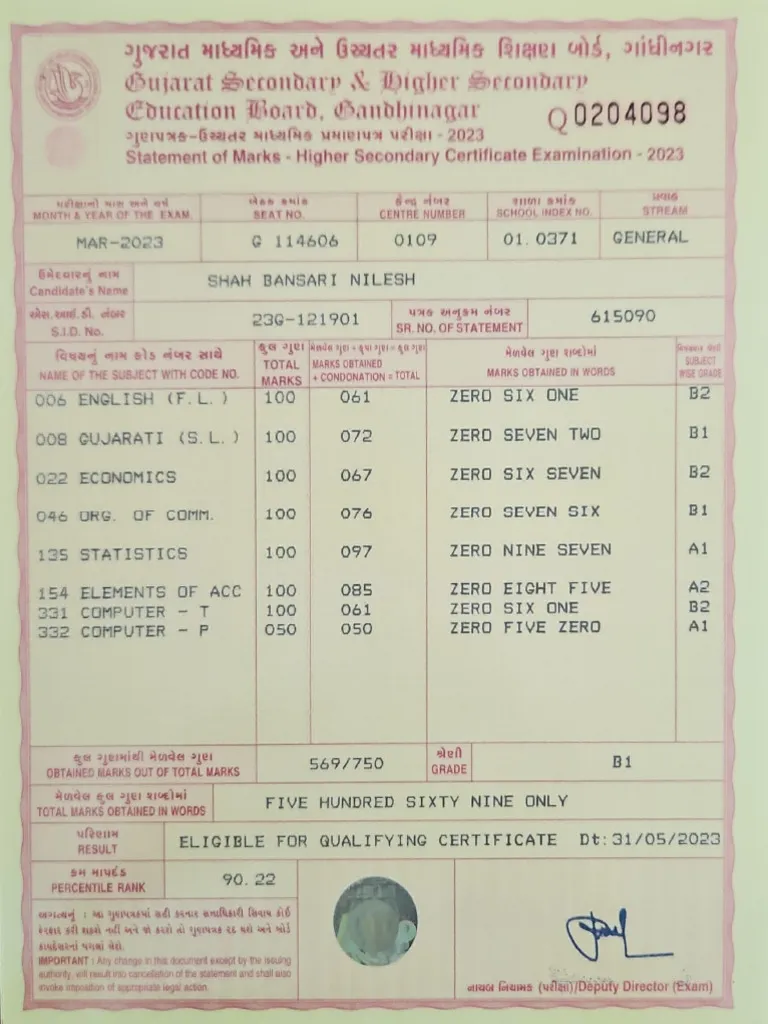 ગુજરાત માધ્યમિક અને ઉચ્ચતર માધ્યમિક શિક્ષણ બોર્ડ, ગાંધીનગર
Gujarat Secondary & Higher Secondary
Education Board, Gandhinagar
Q 0204098
ગુણપત્રક-ઉચ્ચતર માધ્યમિક પ્રમાણપત્ર પરીક્ષા - 2023
Statement of Marks - Higher Secondary Certificate Examination - 2023
પરીક્ષાનો માસ અને વર્ષ બેઠક ક્રમાંક કેન્દ્ર નંબર શાળા ક્રમાંક પ્રવાહ
MONTH & YEAR OF THE EXAM. SEAT NO. CENTRE NUMBER SCHOOL INDEX NO. STREAM
MAR-2023 G 114606 0109 01.0371 GENERAL
ઉમેદવારનું નામ
Candidate's Name SHAH BANSARI NILESH
એસ.આઈ.ડી. નંબર પત્રક અનુક્રમ નંબર
S.I.D. No. 23G-121901 SR. NO. OF STATEMENT 615090
વિષયનું નામ કોડ નંબર સાથે કુલ ગુણ મેળવેલ ગુણ + કૃપા ગુણ = કુલ ગુણ મેળવેલ ગુણ શબ્દોમાં
NAME OF THE SUBJECT WITH CODE NO. TOTAL MARKS MARKS OBTAINED + CONDONATION = TOTAL MARKS OBTAINED IN WORDS SUBJECT WISE GRADE
006 ENGLISH (F.L.) 100 061 ZERO SIX ONE B2
008 GUJARATI (S.L.) 100 072 ZERO SEVEN TWO B1
022 ECONOMICS 100 067 ZERO SIX SEVEN B2
046 ORG. OF COMM. 100 076 ZERO SEVEN SIX B1
135 STATISTICS 100 097 ZERO NINE SEVEN A1
154 ELEMENTS OF ACC 100 085 ZERO EIGHT FIVE A2
331 COMPUTER - T 100 061 ZERO SIX ONE B2
332 COMPUTER - P 050 050 ZERO FIVE ZERO A1
કુલ ગુણમાંથી મેળવેલ ગુણ શ્રેણી
OBTAINED MARKS OUT OF TOTAL MARKS 569/750 GRADE B1
મેળવેલ કુલ ગુણ શબ્દોમાં
TOTAL MARKS OBTAINED IN WORDS FIVE HUNDRED SIXTY NINE ONLY
પરિણામ
RESULT ELIGIBLE FOR QUALIFYING CERTIFICATE Dt:31/05/2023
ક્રમ માપદંડ
PERCENTILE RANK 90.22
અગત્યનું : આ ગુણપત્રકમાં સહી કરનાર સત્તાધિકારી સિવાય કોઈ
ફેરફાર કરી શકશે નહીં અને જો કરશે તો ગુણપત્રક રદ થશે અને બોર્ડ
કાયદેસરનાં પગલાં લેશે.
IMPORTANT : Any change in this document except by the issuing
authority, will result into cancellation of the statement and shall also
invoke imposition of appropriate legal action.
નાયબ નિયામક (પરીક્ષા)/Deputy Director (Exam)